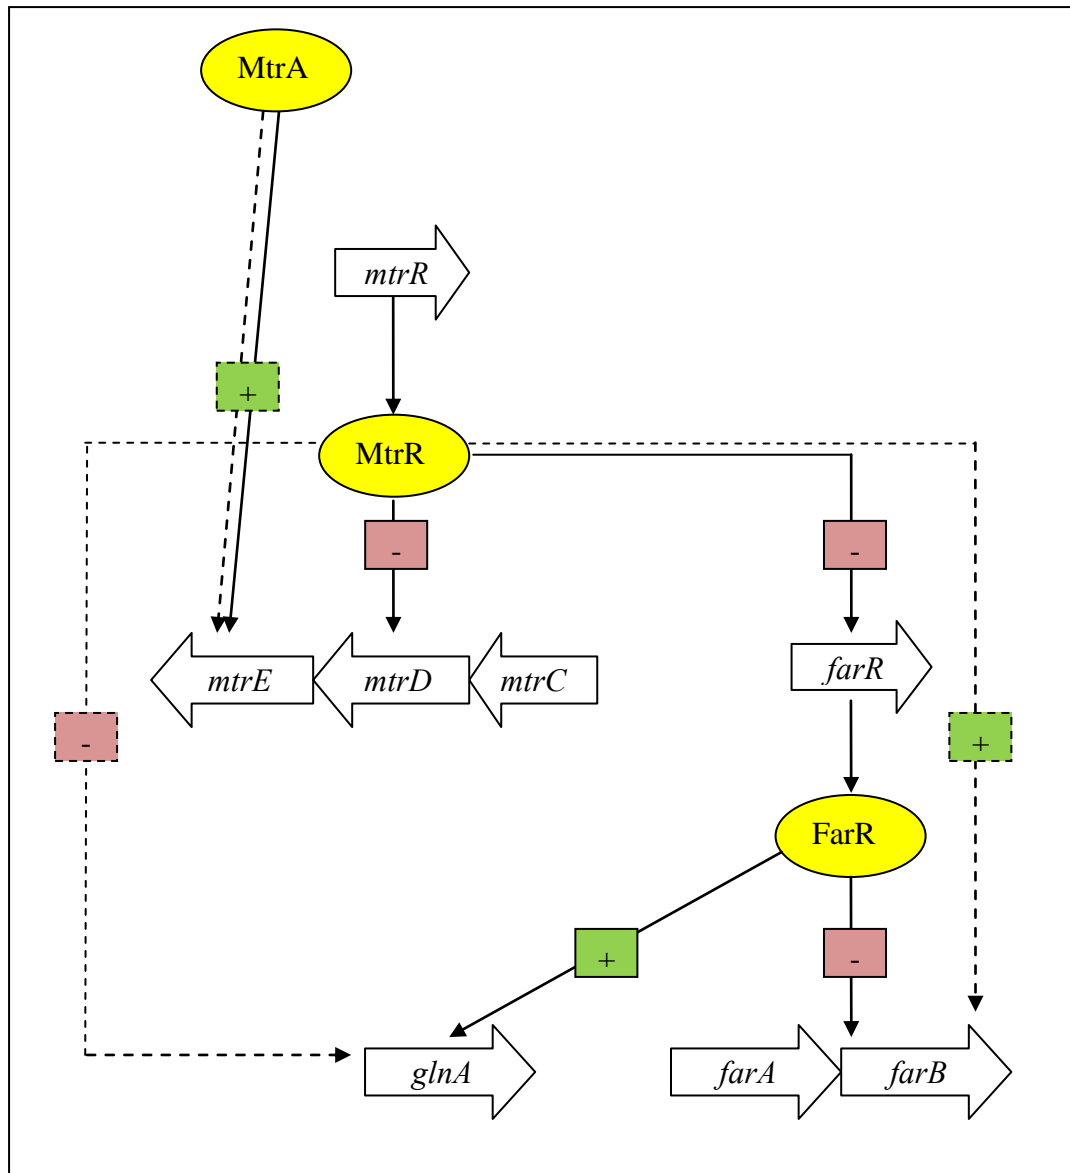 MtrA
mtrR
+
MtrR
-
-
mtrE
mtrD
mtrC
farR
-
+
FarR
+
-
glnA
farA
farB